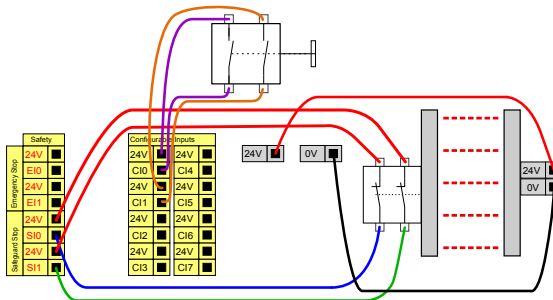 Safety
Emergency Stop
24V
EI0
24V
EI1
Safeguard Stop
24V
SI0
24V
SI1
Configurable Inputs
24V 24V
CI0 CI4
24V 24V
CI1 CI5
24V 24V
CI2 CI6
24V 24V
CI3 CI7
24V 0V
24V
0V